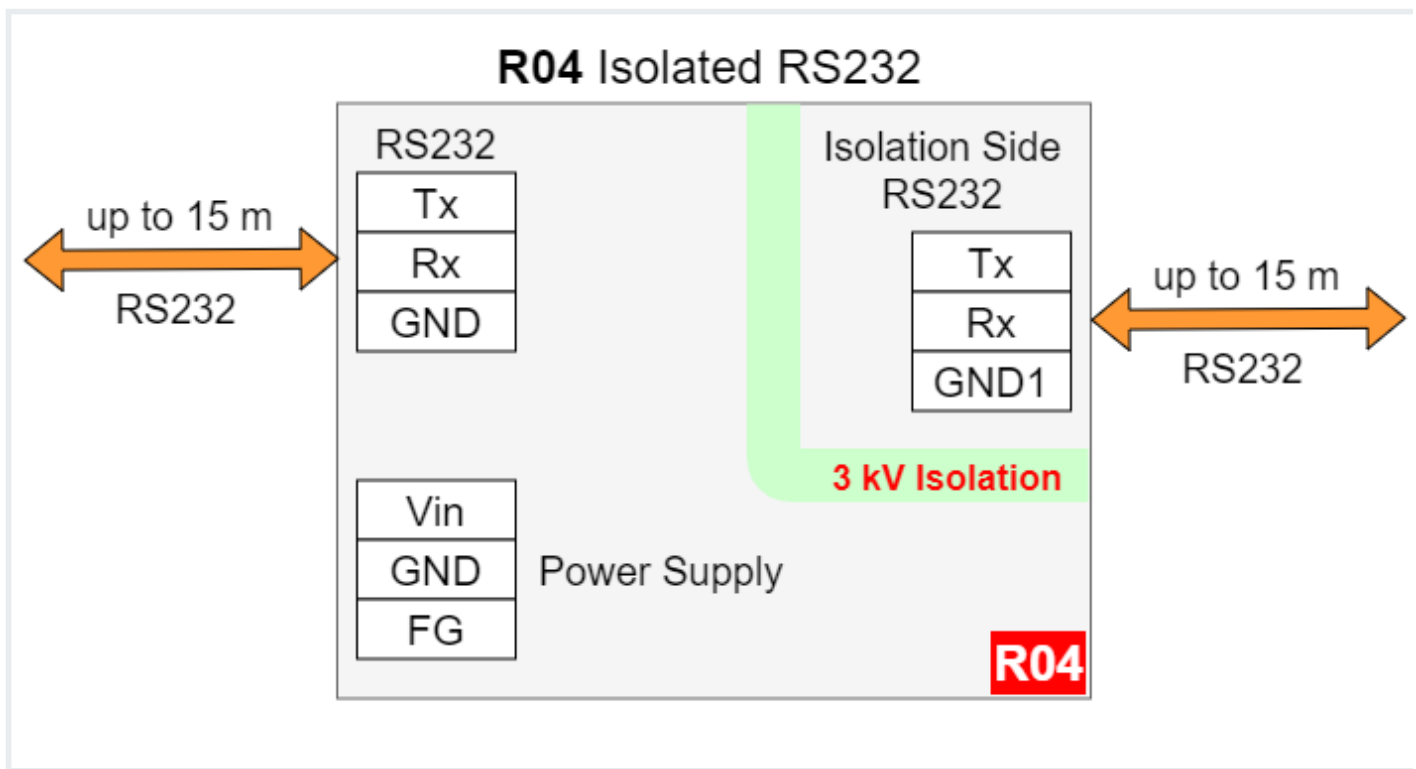 R04 Isolated RS232
RS232
Tx
Rx
GND
up to 15 m
RS232
Isolation Side
RS232
Tx
Rx
GND1
up to 15 m
RS232
3 kV Isolation
Vin
GND
FG
Power Supply
R04